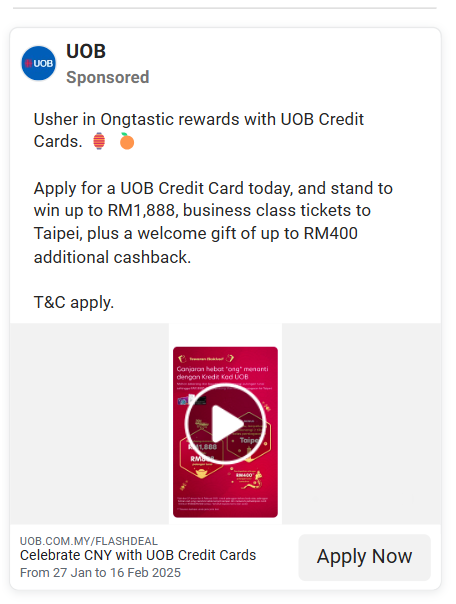 UOB
UOB
Sponsored
Usher in Ongtastic rewards with UOB Credit
Cards. 🏮 🍊
Apply for a UOB Credit Card today, and stand to
win up to RM1,888, business class tickets to
Taipei, plus a welcome gift of up to RM400
additional cashback.
T&C apply.
Tawaran Eksklusif
Ganjaran hebat "ong" menanti
dengan Kredit Kad UOB
RM1,888
Taipei
RM400
UOB.COM.MY/FLASHDEAL
Celebrate CNY with UOB Credit Cards
From 27 Jan to 16 Feb 2025
Apply Now